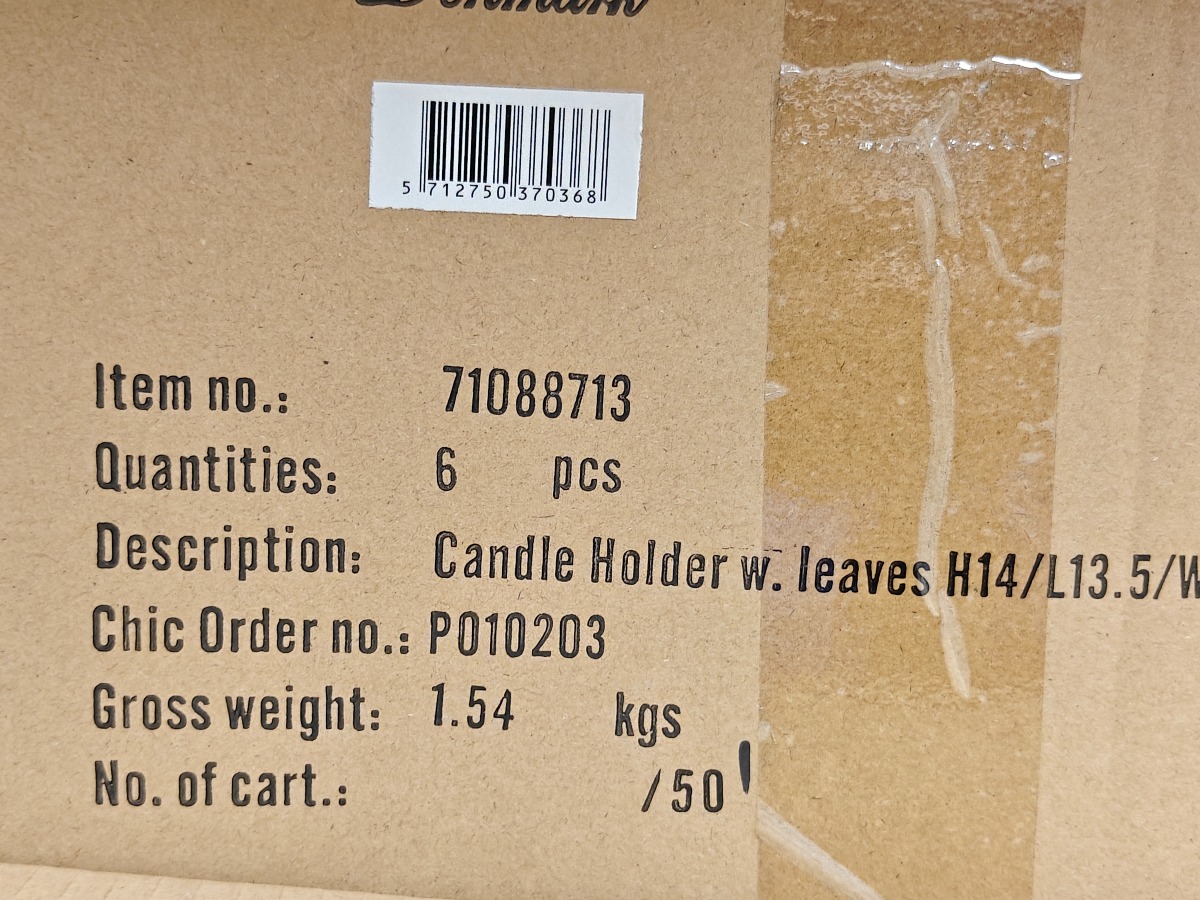 Denmark
5 712750 370368
Item no.: 71088713
Quantities: 6 pcs
Description: Candle Holder w. leaves H14/L13.5/W
Chic Order no.: P010203
Gross weight: 1.54 kgs
No. of cart.: /50